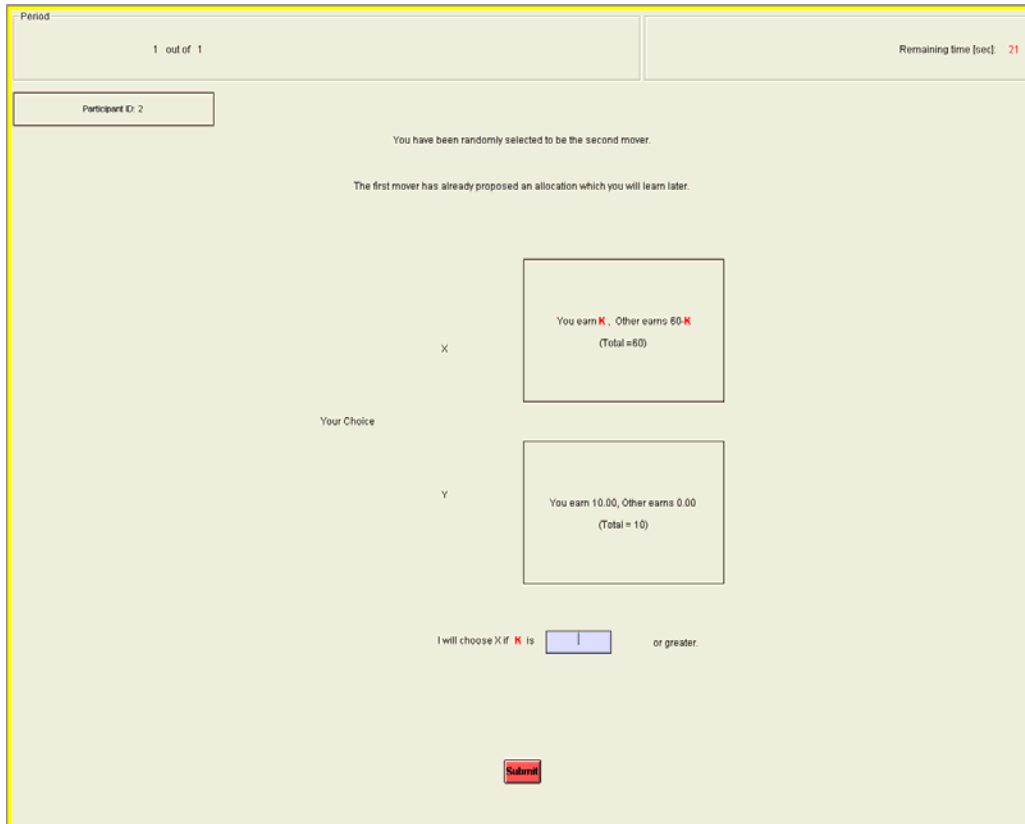 Period
1 out of 1
Remaining time [sec]: 21
Participant ID: 2
You have been randomly selected to be the second mover.
The first mover has already proposed an allocation which you will learn later.
You earn K , Other earns 60-K
(Total =60)
X
Your Choice
Y
You earn 10.00, Other earns 0.00
(Total = 10)
I will choose X if K is or greater.
Submit